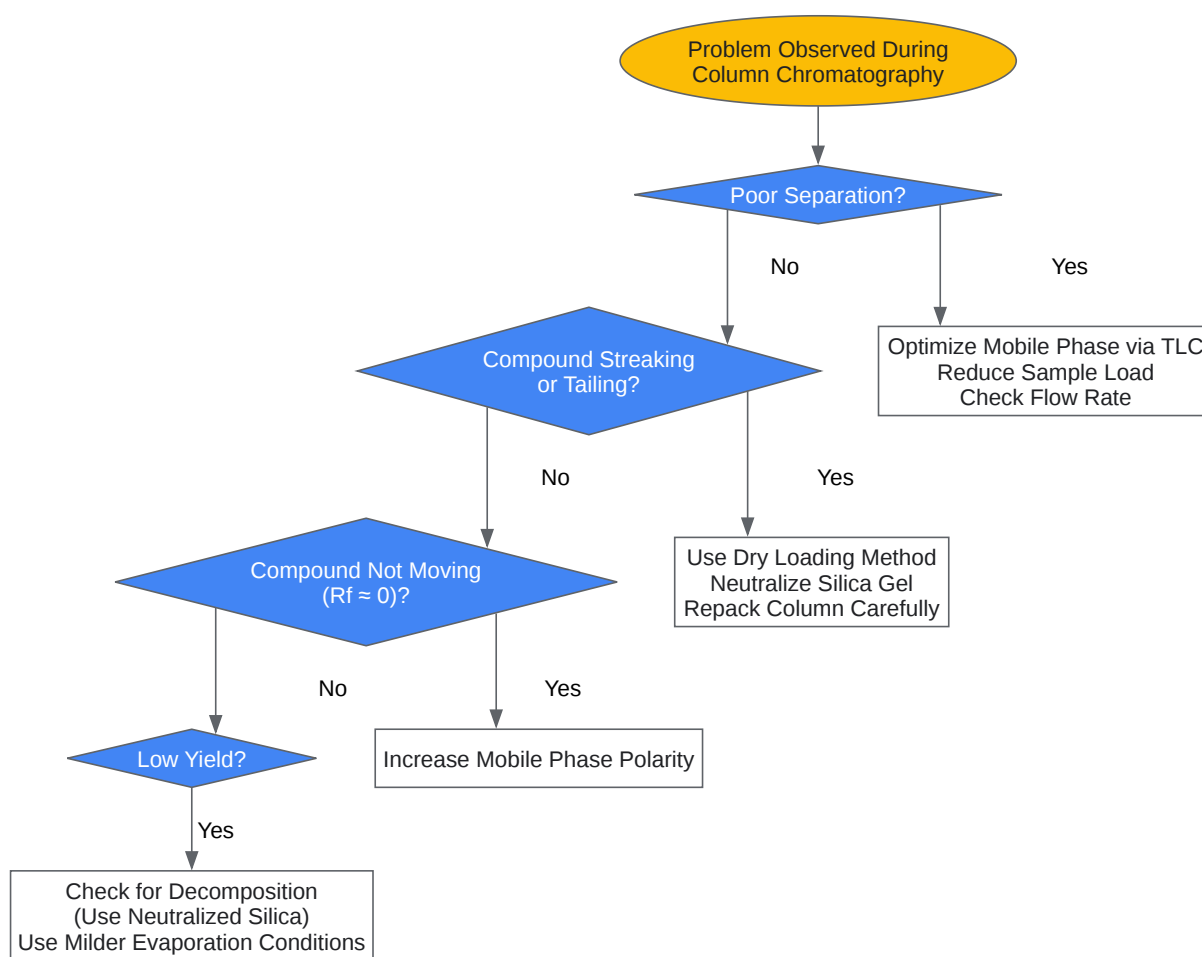 Problem Observed During
Column Chromatography
Poor Separation?
No
Yes
Optimize Mobile Phase via TLC
Reduce Sample Load
Check Flow Rate
Compound Streaking
or Tailing?
No
Yes
Use Dry Loading Method
Neutralize Silica Gel
Repack Column Carefully
Compound Not Moving
(Rf ≈ 0)?
No
Yes
Increase Mobile Phase Polarity
Low Yield?
Yes
Check for Decomposition
(Use Neutralized Silica)
Use Milder Evaporation Conditions